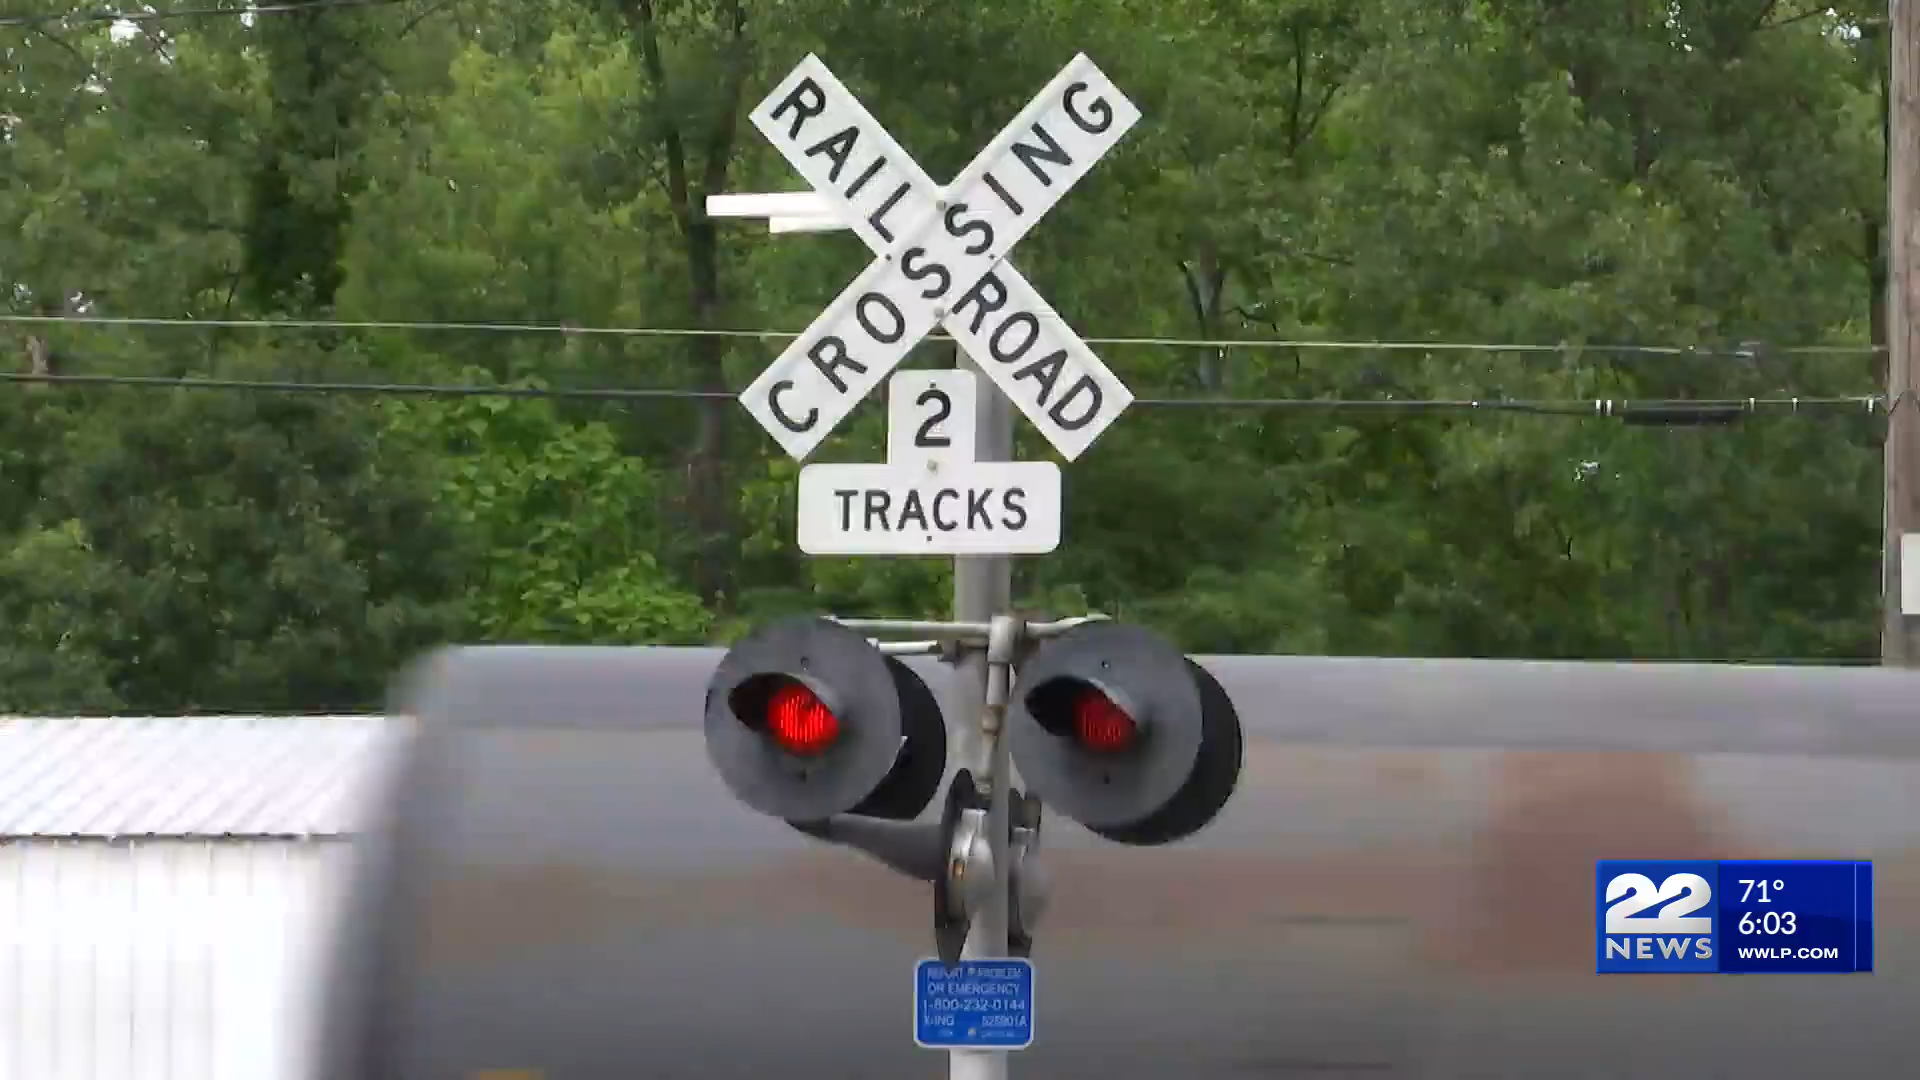 RAILROAD
CROSSING
2
TRACKS
REPORT PROBLEM
OR EMERGENCY
1-800-232-0144
X-ING
22
NEWS
71°
6:03
WWLP.COM